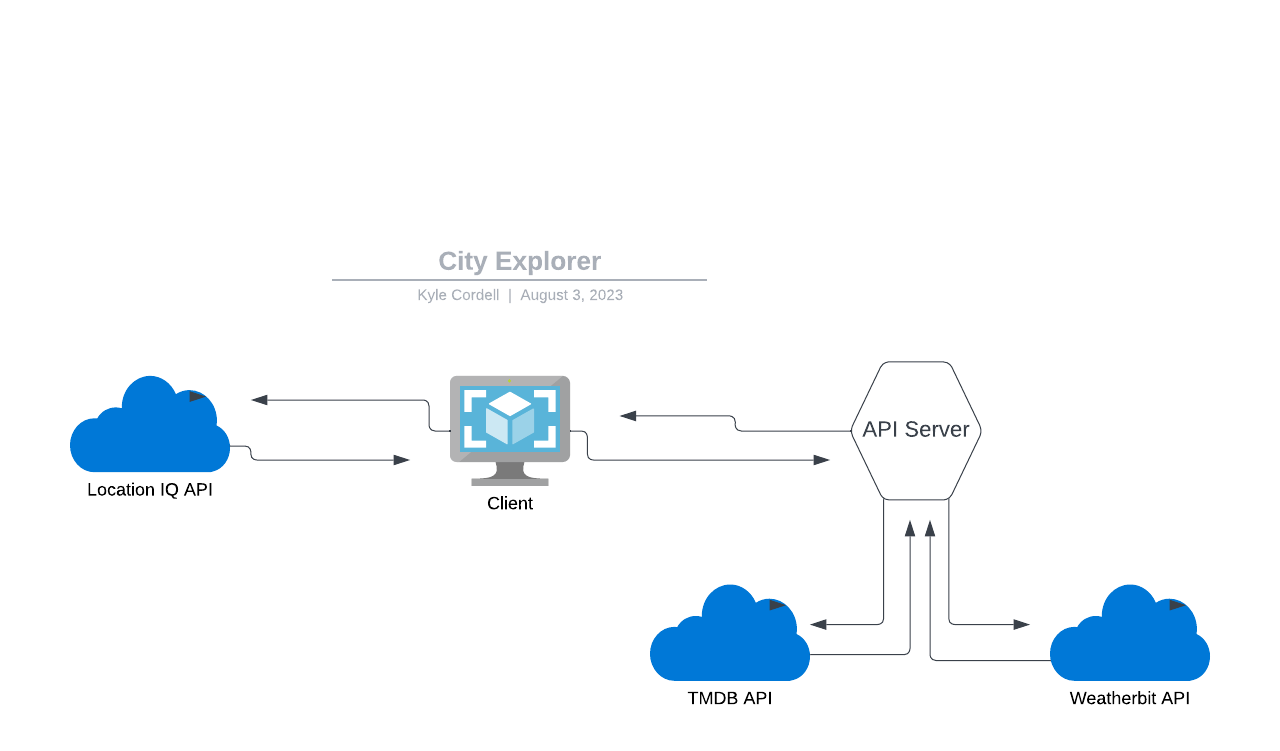 City Explorer
Kyle Cordell | August 3, 2023
API Server
Location IQ API
Client
TMDB API
Weatherbit API